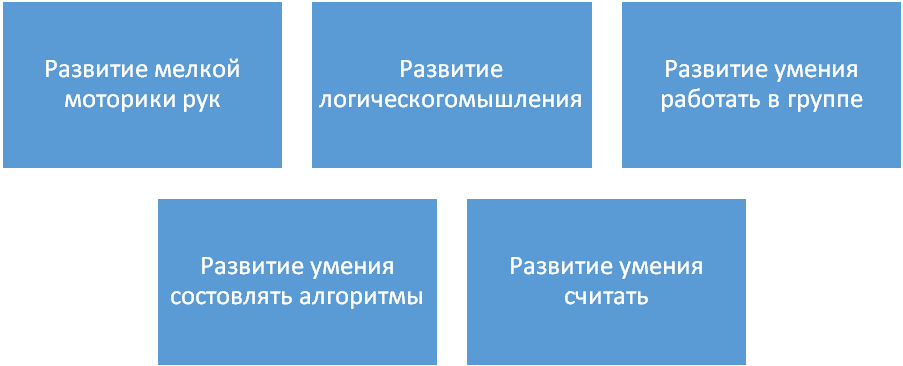 Развитие мелкой
моторики рук
Развитие
логическогомышления
Развитие умения
работать в группе
Развитие умения
состовлять алгоритмы
Развитие умения
считать